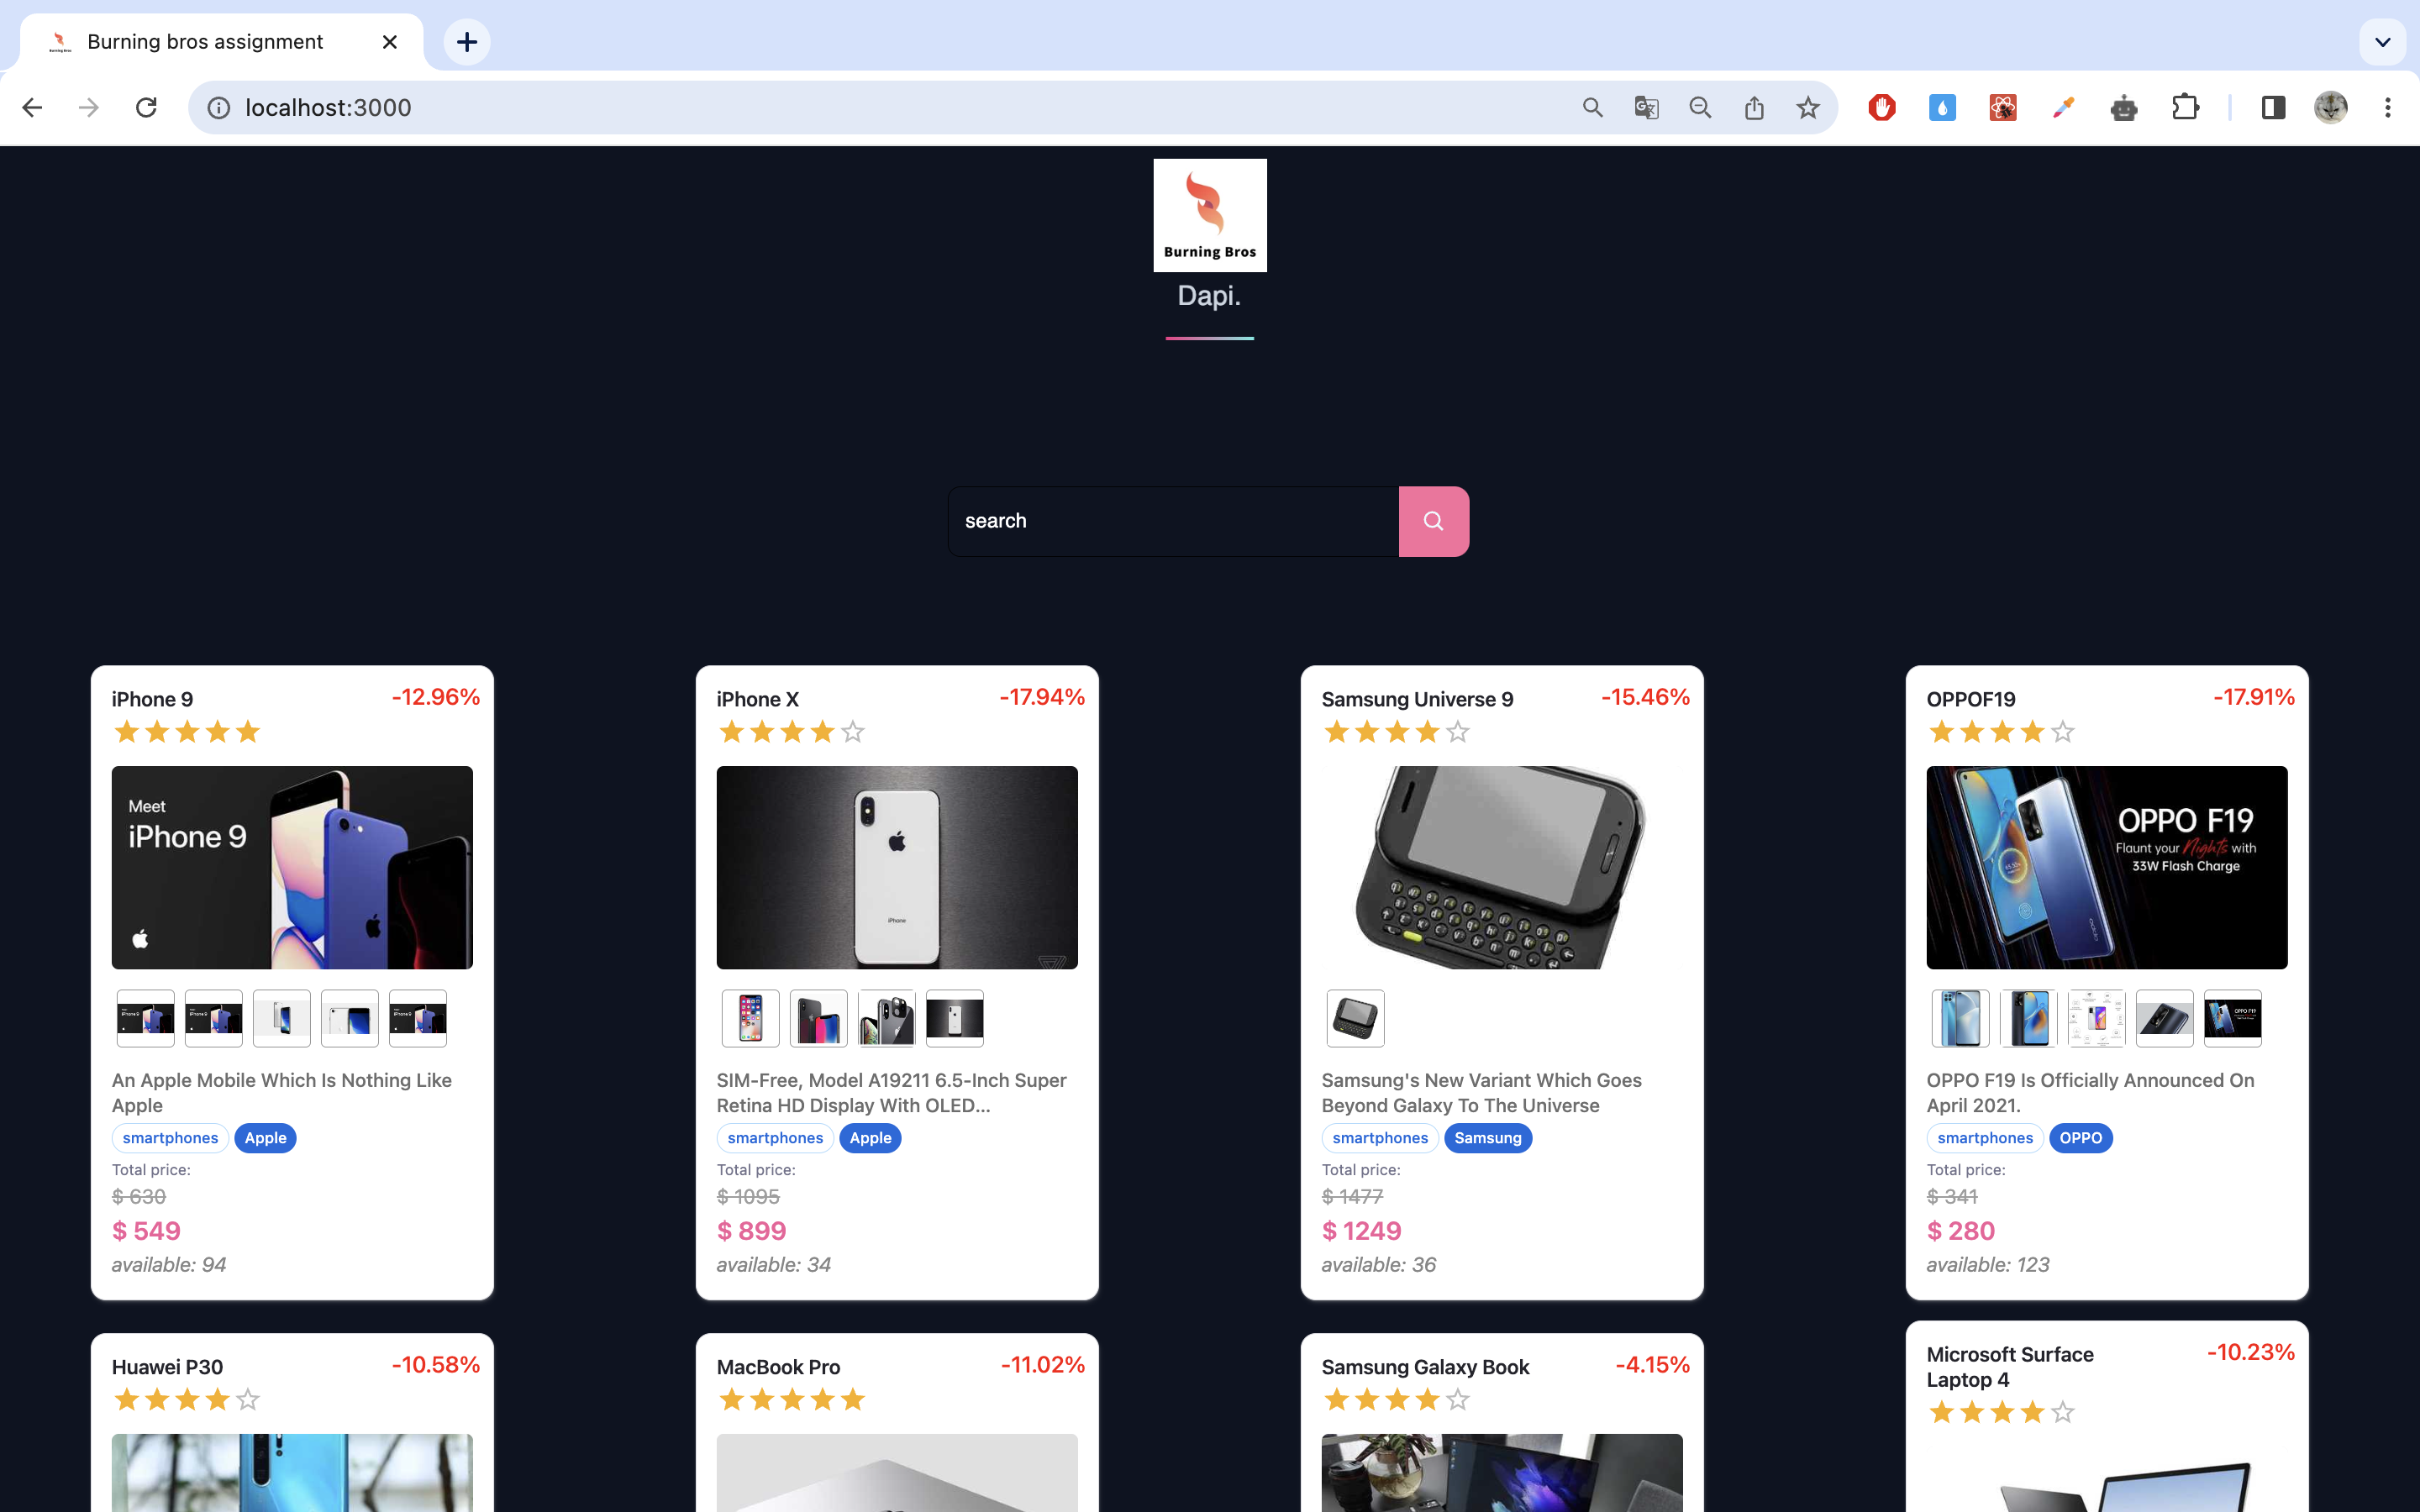 Burning bros assignment
localhost:3000
Burning Bros
Dapi.
search
iPhone 9
-12.96%
Meet
iPhone 9
An Apple Mobile Which Is Nothing Like
Apple
smartphones Apple
Total price:
$ 630
$ 549
available: 94
iPhone X
-17.94%
iPhone
SIM-Free, Model A19211 6.5-Inch Super
Retina HD Display With OLED...
smartphones Apple
Total price:
$ 1095
$ 899
available: 34
Samsung Universe 9
-15.46%
Samsung's New Variant Which Goes
Beyond Galaxy To The Universe
smartphones Samsung
Total price:
$ 1477
$ 1249
available: 36
OPPOF19
-17.91%
OPPO F19
Flaunt your Nights with
33W Flash Charge
OPPO F19 Is Officially Announced On
April 2021.
smartphones OPPO
Total price:
$ 341
$ 280
available: 123
Huawei P30
-10.58%
MacBook Pro
-11.02%
Samsung Galaxy Book
-4.15%
Microsoft Surface
Laptop 4
-10.23%